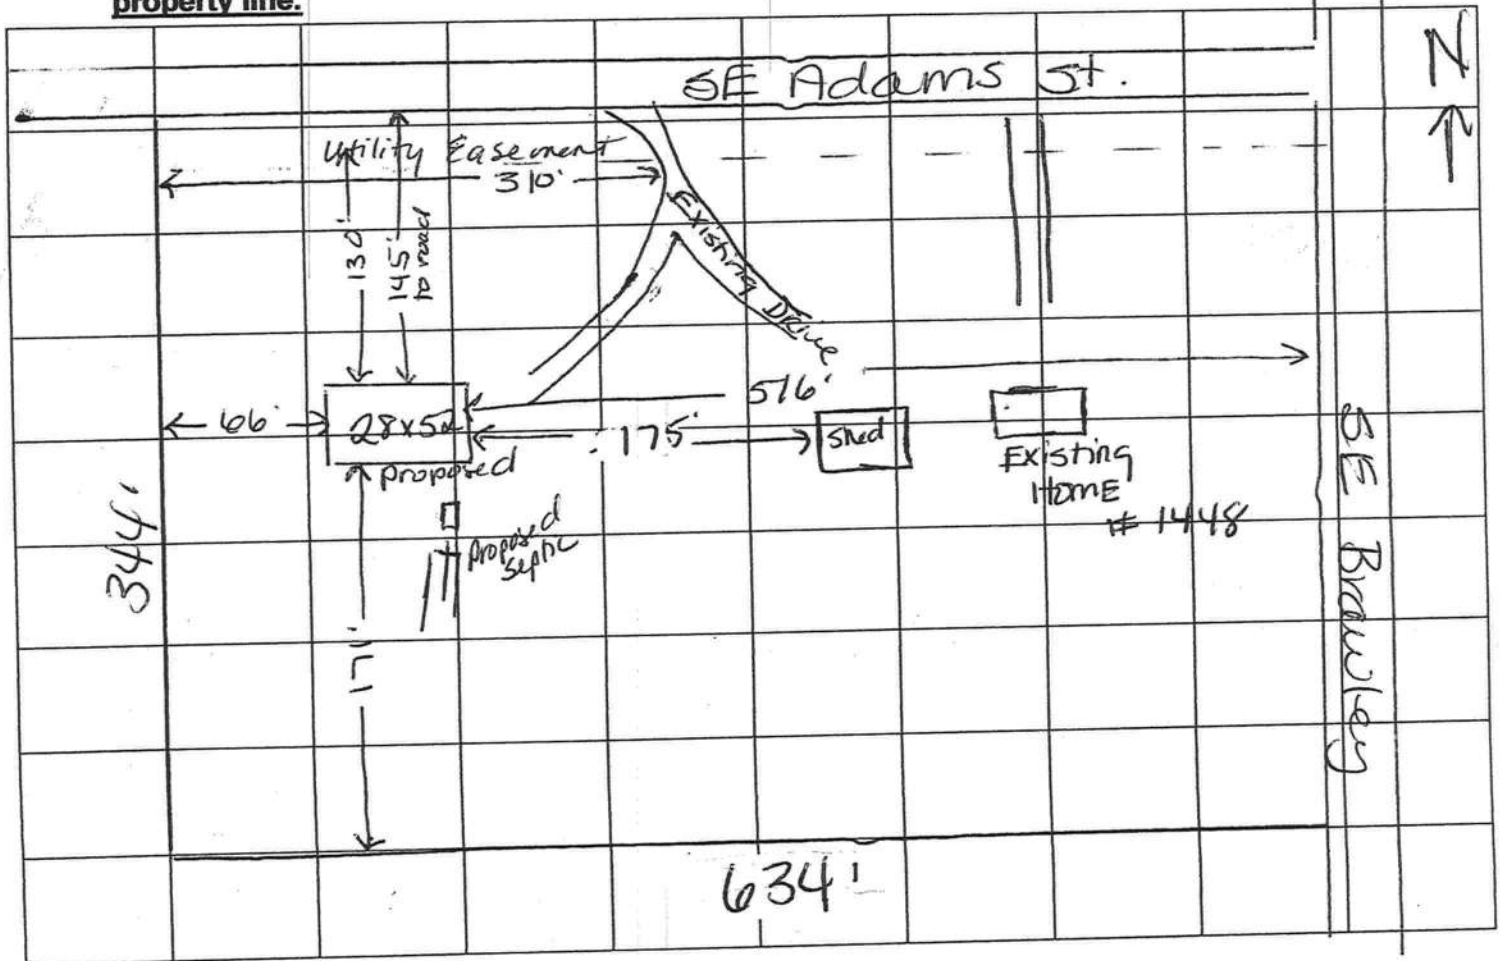 property line.
N
SE Adams St.
Utility Easement
310'
130'
145'
to road
Existing Drive
516'
66'
28x52
175'
Shed
proposed
Existing
Home
# 1448
proposed
septic
344'
171'
634'
SE Brawley